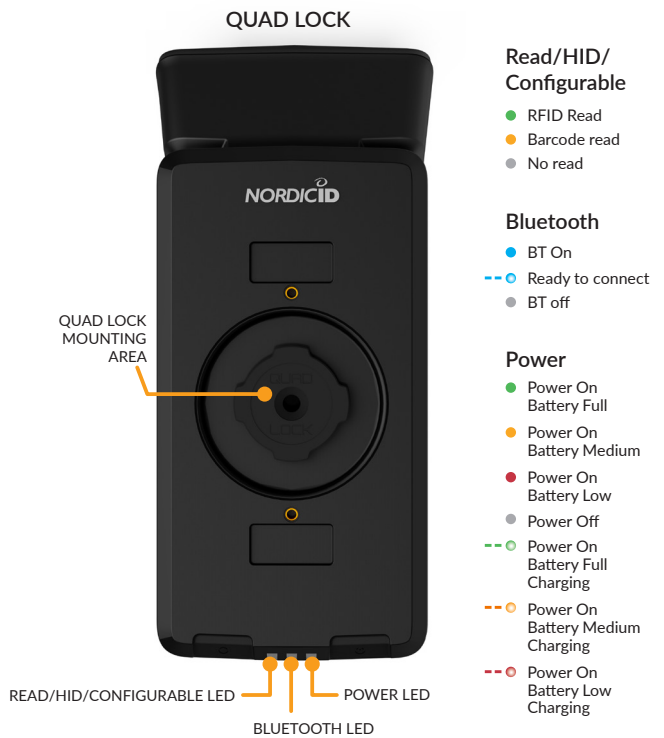 QUAD LOCK
NORDICID
QUAD LOCK
MOUNTING
AREA
QUAD
LOCK
READ/HID/CONFIGURABLE LED
BLUETOOTH LED
POWER LED
Read/HID/
Configurable
RFID Read
Barcode read
No read
Bluetooth
BT On
Ready to connect
BT off
Power
Power On
Battery Full
Power On
Battery Medium
Power On
Battery Low
Power Off
Power On
Battery Full
Charging
Power On
Battery Medium
Charging
Power On
Battery Low
Charging